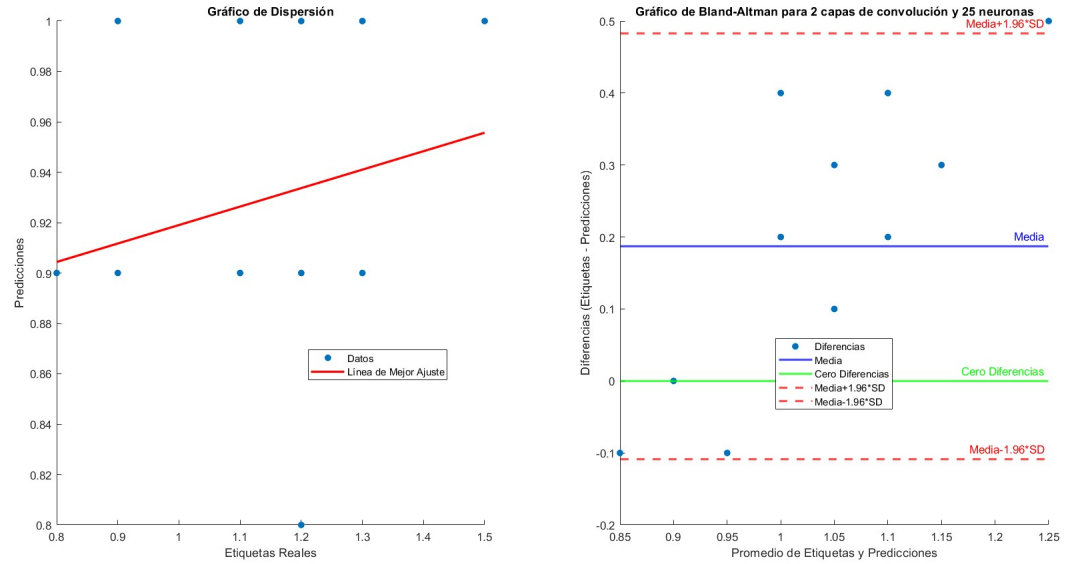 Gráfico de Dispersión
1
0.98
0.96
0.94
0.92
0.9
0.88
0.86
0.84
0.82
0.8
Predicciones
0.8 0.9 1 1.1 1.2 1.3 1.4 1.5
Etiquetas Reales
Datos
Línea de Mejor Ajuste
Gráfico de Bland-Altman para 2 capas de convolución y 25 neuronas
0.5
0.4
0.3
0.2
0.1
0
-0.1
-0.2
Diferencias (Etiquetas - Predicciones)
Media+1.96*SD
Media
Cero Diferencias
Media-1.96*SD
Diferencias
Media
Cero Diferencias
Media+1.96*SD
Media-1.96*SD
0.85 0.9 0.95 1 1.05 1.1 1.15 1.2 1.25
Promedio de Etiquetas y Predicciones